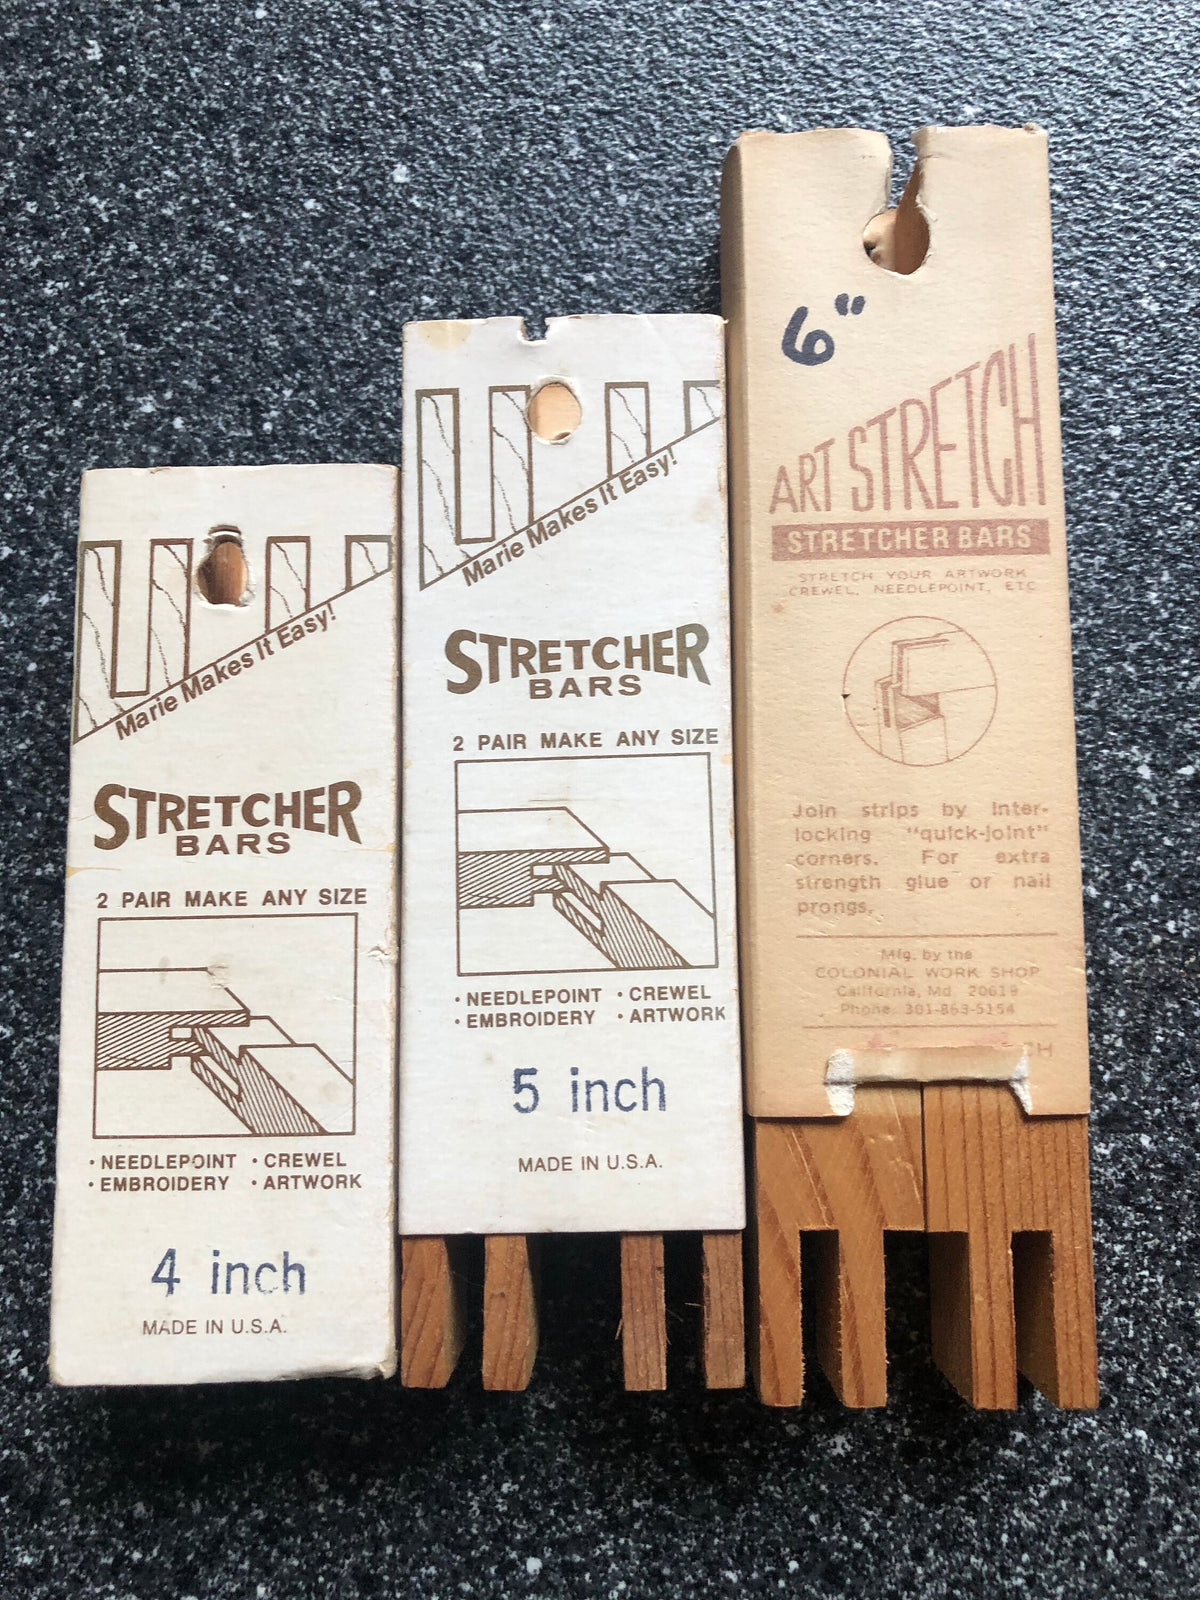 Marie Makes It Easy!
STRETCHER
BARS
2 PAIR MAKE ANY SIZE
• NEEDLEPOINT • CREWEL
• EMBROIDERY • ARTWORK
4 inch
MADE IN U.S.A.
Marie Makes It Easy!
STRETCHER
BARS
2 PAIR MAKE ANY SIZE
• NEEDLEPOINT • CREWEL
• EMBROIDERY • ARTWORK
5 inch
MADE IN U.S.A.
6"
ART STRETCH
STRETCHER BARS
STRETCH YOUR ARTWORK
CREWEL, NEEDLEPOINT, ETC
Join strips by inter-
locking "quick-joint"
corners. For extra
strength glue or nail
prongs.
Mfg. by the
COLONIAL WORK SHOP
California, Md. 20619
Phone 301-863-5154